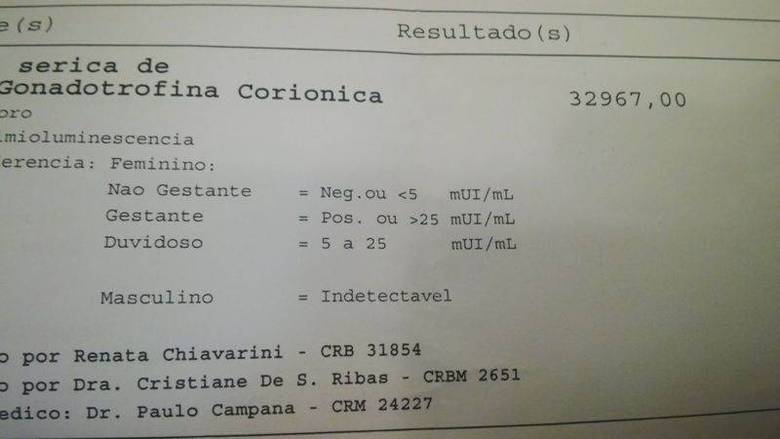 e(s) Resultado(s)
serica de
Gonadotrofina Corionica 32967,00
oro
imioluminescencia
erencia: Feminino:
Nao Gestante = Neg.ou <5 mUI/mL
Gestante = Pos. ou >25 mUI/mL
Duvidoso = 5 a 25 mUI/mL
Masculino = Indetectavel
o por Renata Chiavarini - CRB 31854
o por Dra. Cristiane De S. Ribas - CRBM 2651
edico: Dr. Paulo Campana - CRM 24227